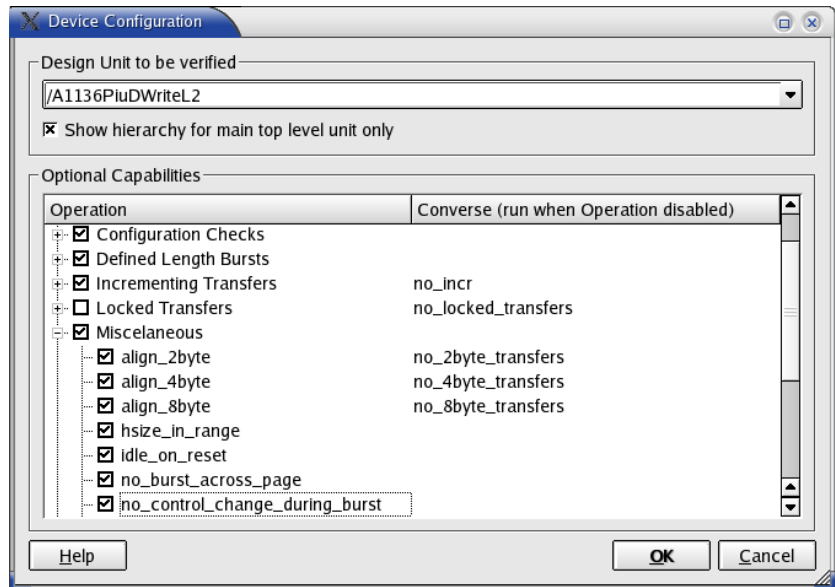 Device Configuration
Design Unit to be verified
/A1136PiuDWriteL2
Show hierarchy for main top level unit only
Optional Capabilities
Operation Converse (run when Operation disabled)
Configuration Checks
Defined Length Bursts
Incrementing Transfers no_incr
Locked Transfers no_locked_transfers
Miscelaneous
align_2byte no_2byte_transfers
align_4byte no_4byte_transfers
align_8byte no_8byte_transfers
hsize_in_range
idle_on_reset
no_burst_across_page
no_control_change_during_burst
Help OK Cancel